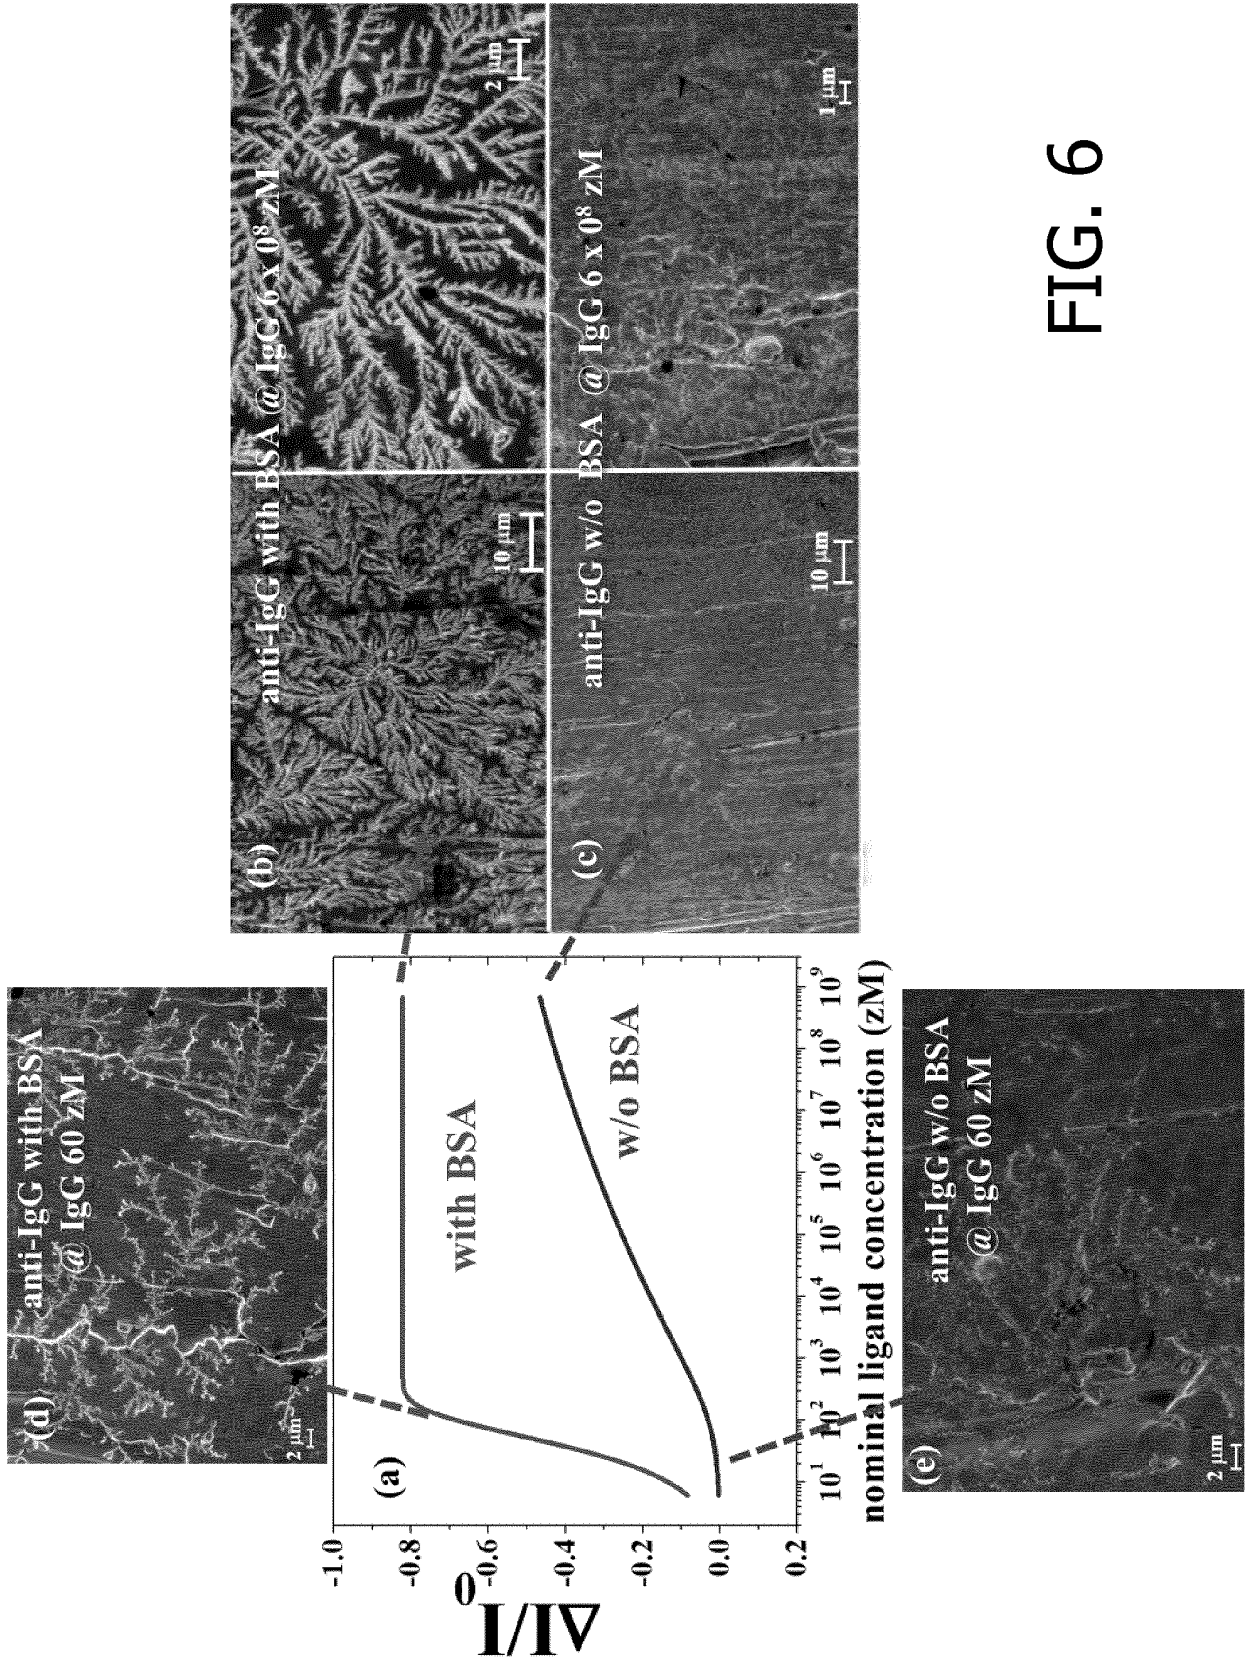 (d)
anti-IgG with BSA
@ IgG 60 zM
2 μm
(b)
anti-IgG with BSA @ IgG 6 x 0⁸ zM
10 μm
2 μm
(c)
anti-IgG w/o BSA @ IgG 6 x 0⁸ zM
10 μm
1 μm
(a)
ΔI/I₀
-1.0
-0.8
-0.6
-0.4
-0.2
0.0
0.2
with BSA
w/o BSA
10¹ 10² 10³ 10⁴ 10⁵ 10⁶ 10⁷ 10⁸ 10⁹
nominal ligand concentration (zM)
(e)
anti-IgG w/o BSA
@ IgG 60 zM
2 μm
FIG. 6